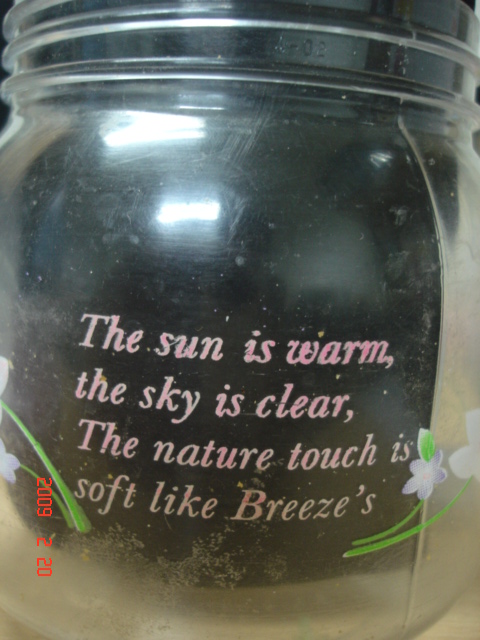 The sun is warm,
the sky is clear,
The nature touch is
soft like Breeze's
2009 2 20